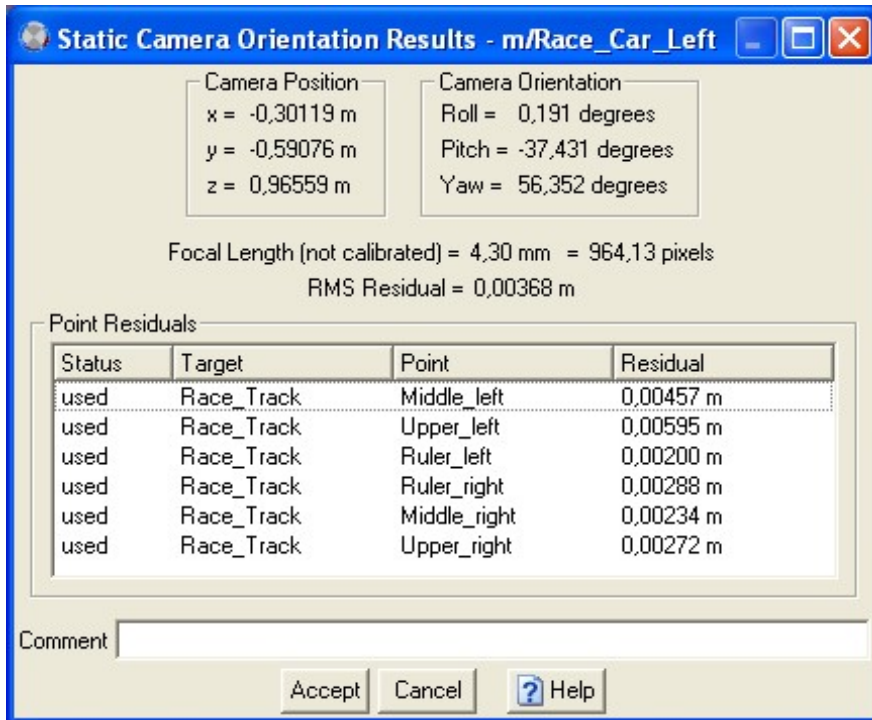 Static Camera Orientation Results - m/Race_Car_Left
Camera Position
x = -0,30119 m
y = -0,59076 m
z = 0,96559 m
Camera Orientation
Roll = 0,191 degrees
Pitch = -37,431 degrees
Yaw = 56,352 degrees
Focal Length (not calibrated) = 4,30 mm = 964,13 pixels
RMS Residual = 0,00368 m
Point Residuals
Status Target Point Residual
used Race_Track Middle_left 0,00457 m
used Race_Track Upper_left 0,00595 m
used Race_Track Ruler_left 0,00200 m
used Race_Track Ruler_right 0,00288 m
used Race_Track Middle_right 0,00234 m
used Race_Track Upper_right 0,00272 m
Comment
Accept Cancel ? Help